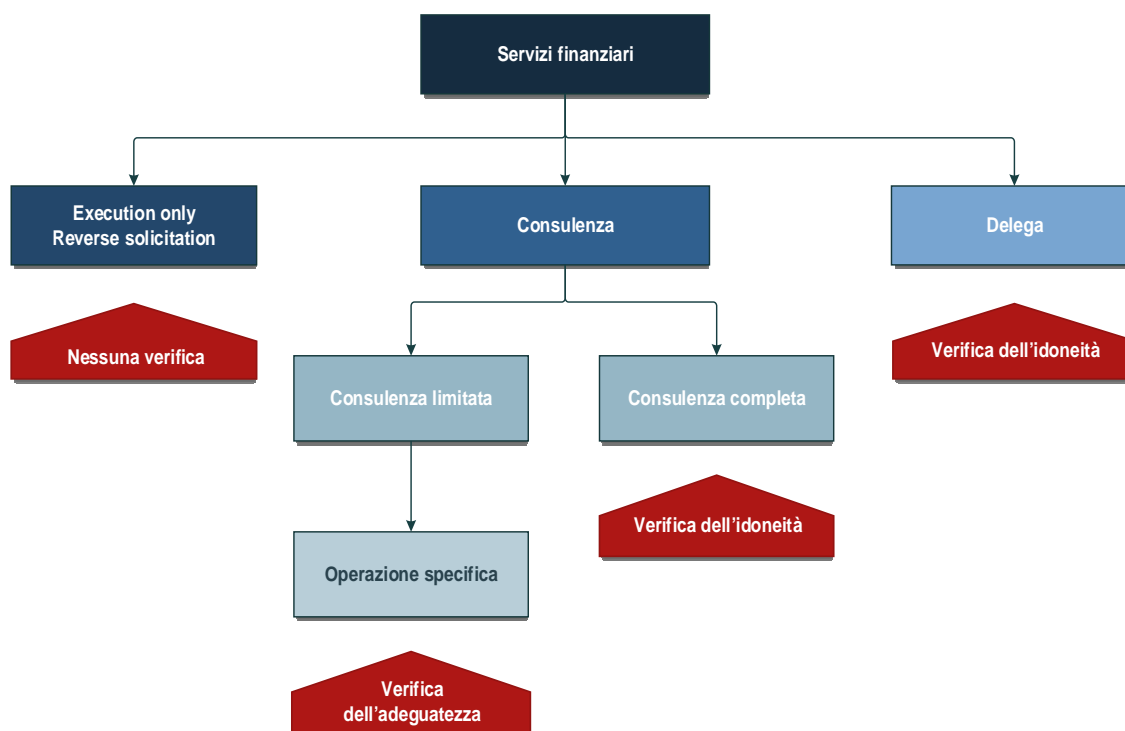 Servizi finanziari
Execution only
Reverse solicitation
Consulenza
Delega
Nessuna verifica
Verifica dell’idoneità
Consulenza limitata
Consulenza completa
Verifica dell’idoneità
Operazione specifica
Verifica
dell’adeguatezza